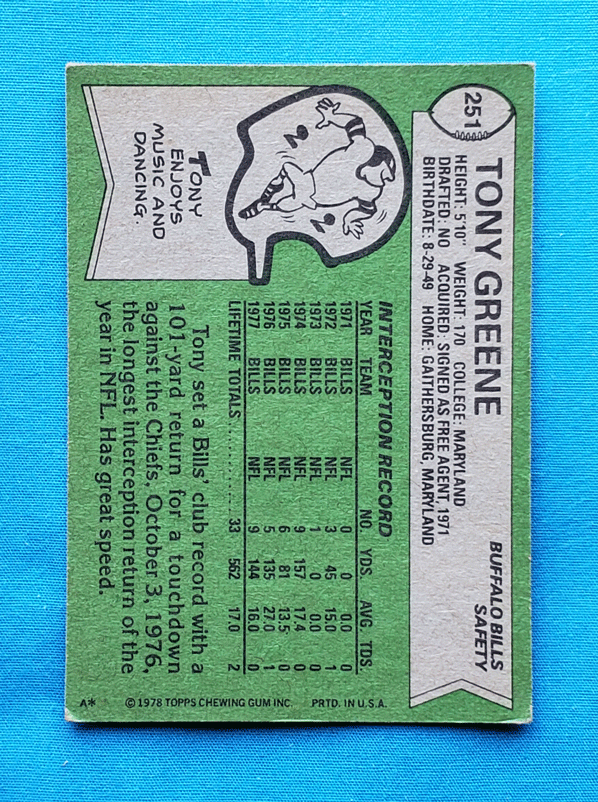 251
TONY GREENE
BUFFALO BILLS
SAFETY
HEIGHT: 5'10" WEIGHT: 170 COLLEGE: MARYLAND
DRAFTED: NO ACQUIRED: SIGNED AS FREE AGENT, 1971
BIRTHDATE: 8-29-49 HOME: GAITHERSBURG, MARYLAND
TONY
ENJOYS
MUSIC AND
DANCING.
INTERCEPTION RECORD
YEAR TEAM NO. YDS. AVG. TDS.
1971 BILLS NFL 0 0 0.0 0
1972 BILLS 3 45 15.0 1
1973 BILLS NFL 1 0 0.0 0
1974 BILLS NFL 9 157 17.4 0
1975 BILLS NFL 6 81 13.5 0
1976 BILLS NFL 5 135 27.0 1
1977 BILLS NFL 9 144 16.0 0
LIFETIME TOTALS............ 33 562 17.0 2
Tony set a Bills' club record with a
101-yard return for a touchdown
against the Chiefs, October 3, 1976,
the longest interception return of the
year in NFL. Has great speed.
A* © 1978 TOPPS CHEWING GUM INC. PRTD. IN U.S.A.